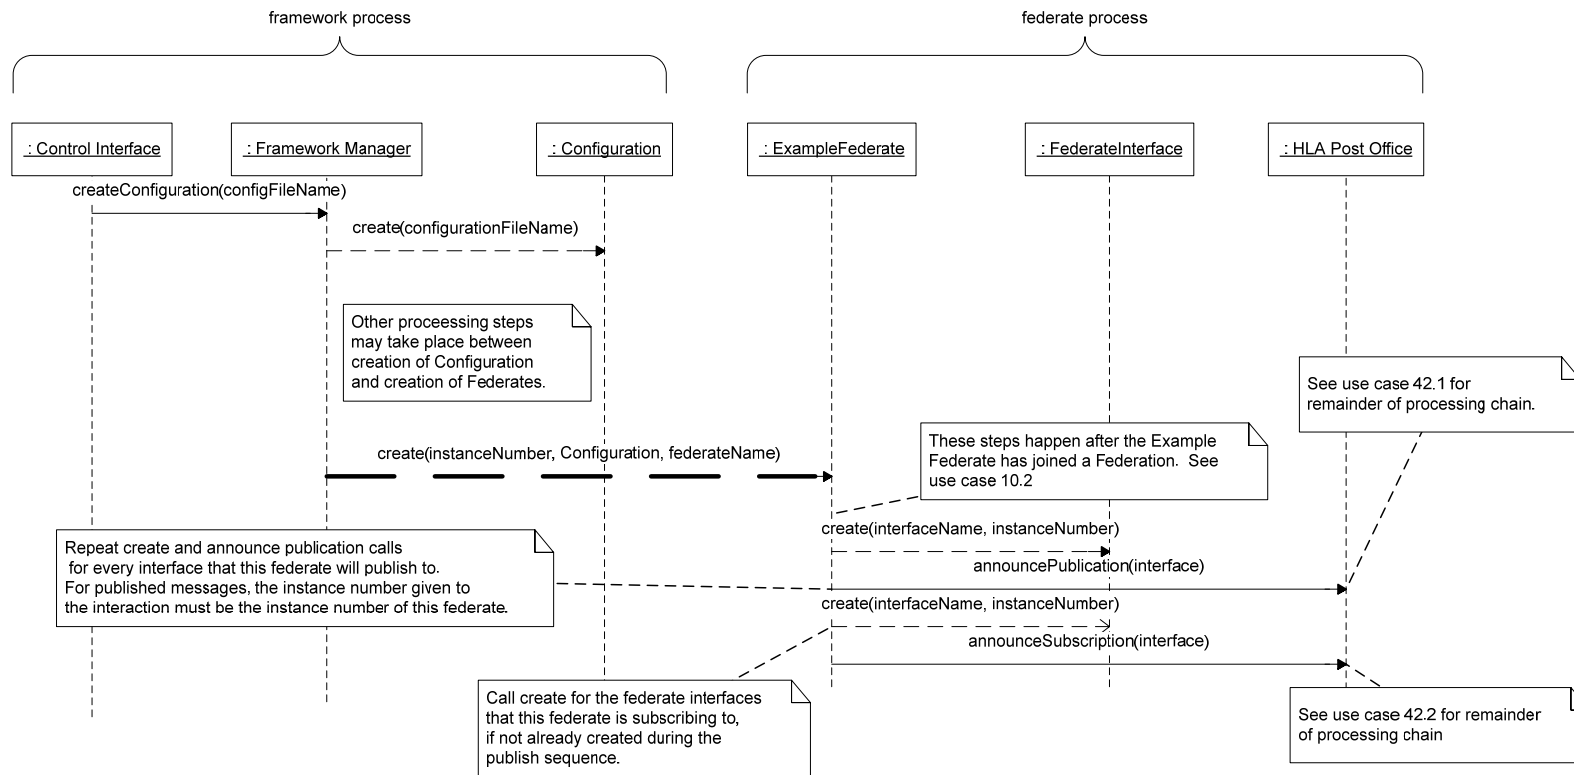 framework process
federate process
: Control Interface
: Framework Manager
: Configuration
: ExampleFederate
: FederateInterface
: HLA Post Office
createConfiguration(configFileName)
create(configurationFileName)
Other proceessing steps
may take place between
creation of Configuration
and creation of Federates.
See use case 42.1 for
remainder of processing chain.
These steps happen after the Example
Federate has joined a Federation.  See
use case 10.2
create(instanceNumber, Configuration, federateName)
create(interfaceName, instanceNumber)
Repeat create and announce publication calls
for every interface that this federate will publish to.
For published messages, the instance number given to
the interaction must be the instance number of this federate.
announcePublication(interface)
create(interfaceName, instanceNumber)
announceSubscription(interface)
Call create for the federate interfaces
that this federate is subscribing to,
if not already created during the
publish sequence.
See use case 42.2 for remainder
of processing chain